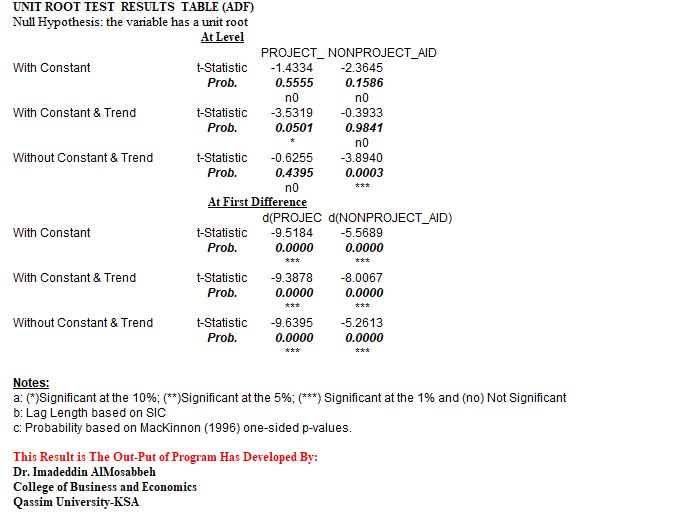 UNIT ROOT TEST RESULTS TABLE (ADF)
Null Hypothesis: the variable has a unit root
At Level
PROJECT_ NONPROJECT_AID
With Constant t-Statistic -1.4334 -2.3645
Prob. 0.5555 0.1586
n0 n0
With Constant & Trend t-Statistic -3.5319 -0.3933
Prob. 0.0501 0.9841
* n0
Without Constant & Trend t-Statistic -0.6255 -3.8940
Prob. 0.4395 0.0003
n0 ***
At First Difference
d(PROJEC d(NONPROJECT_AID)
With Constant t-Statistic -9.5184 -5.5689
Prob. 0.0000 0.0000
*** ***
With Constant & Trend t-Statistic -9.3878 -8.0067
Prob. 0.0000 0.0000
*** ***
Without Constant & Trend t-Statistic -9.6395 -5.2613
Prob. 0.0000 0.0000
*** ***
Notes:
a: (*)Significant at the 10%; (**)Significant at the 5%; (***) Significant at the 1% and (no) Not Significant
b: Lag Length based on SIC
c: Probability based on MacKinnon (1996) one-sided p-values.
This Result is The Out-Put of Program Has Developed By:
Dr. Imadeddin AlMosabbeh
College of Business and Economics
Qassim University-KSA